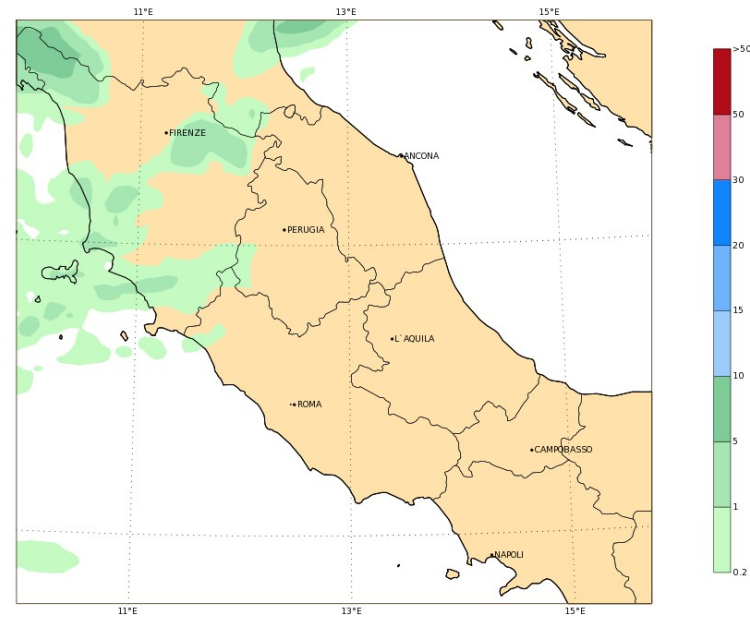 11°E 13°E 15°E
>50
FIRENZE
50
ANCONA
30
PERUGIA
20
15
L`AQUILA
10
ROMA
5
CAMPOBASSO
1
NAPOLI
0.2
11°E 13°E 15°E